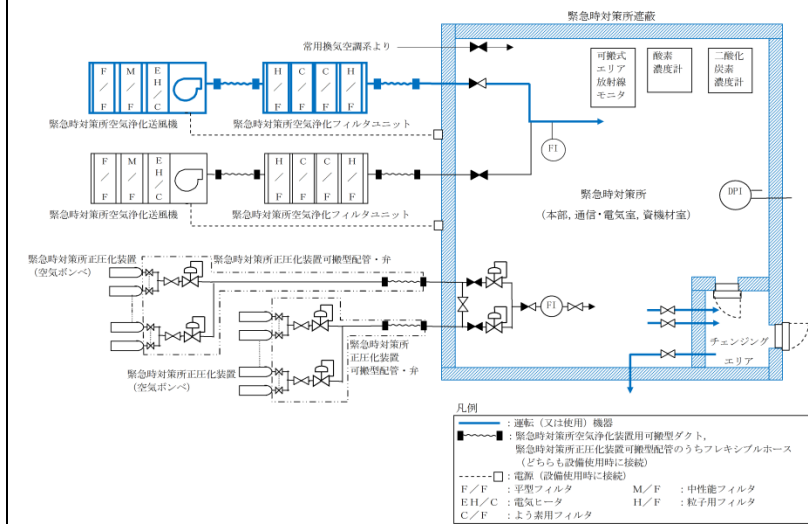 緊急時対策所遮蔽
常用換気空調系より
可搬式
エリア
放射線
モニタ
酸素
濃度計
二酸化
炭素
濃度計
F/F
M/F
EH/C
H/F
C/F
C/F
H/F
緊急時対策所空気浄化送風機
緊急時対策所空気浄化フィルタユニット
FI
F/F
M/F
EH/C
H/F
C/F
C/F
H/F
緊急時対策所空気浄化送風機
緊急時対策所空気浄化フィルタユニット
緊急時対策所
(本部,通信・電気室,資機材室)
DPI
緊急時対策所正圧化装置
(空気ボンベ)
緊急時対策所正圧化装置可搬型配管・弁
FI
緊急時対策所
正圧化装置
可搬型配管・弁
緊急時対策所正圧化装置
(空気ボンベ)
チェンジング
エリア
凡例
:運転(又は使用)機器
:緊急時対策所空気浄化装置用可搬型ダクト,
緊急時対策所正圧化装置可搬型配管のうちフレキシブルホース
(どちらも設備使用時に接続)
:電源(設備使用時に接続)
F/F :平型フィルタ M/F :中性能フィルタ
EH/C :電気ヒータ H/F :粒子用フィルタ
C/F :よう素用フィルタ